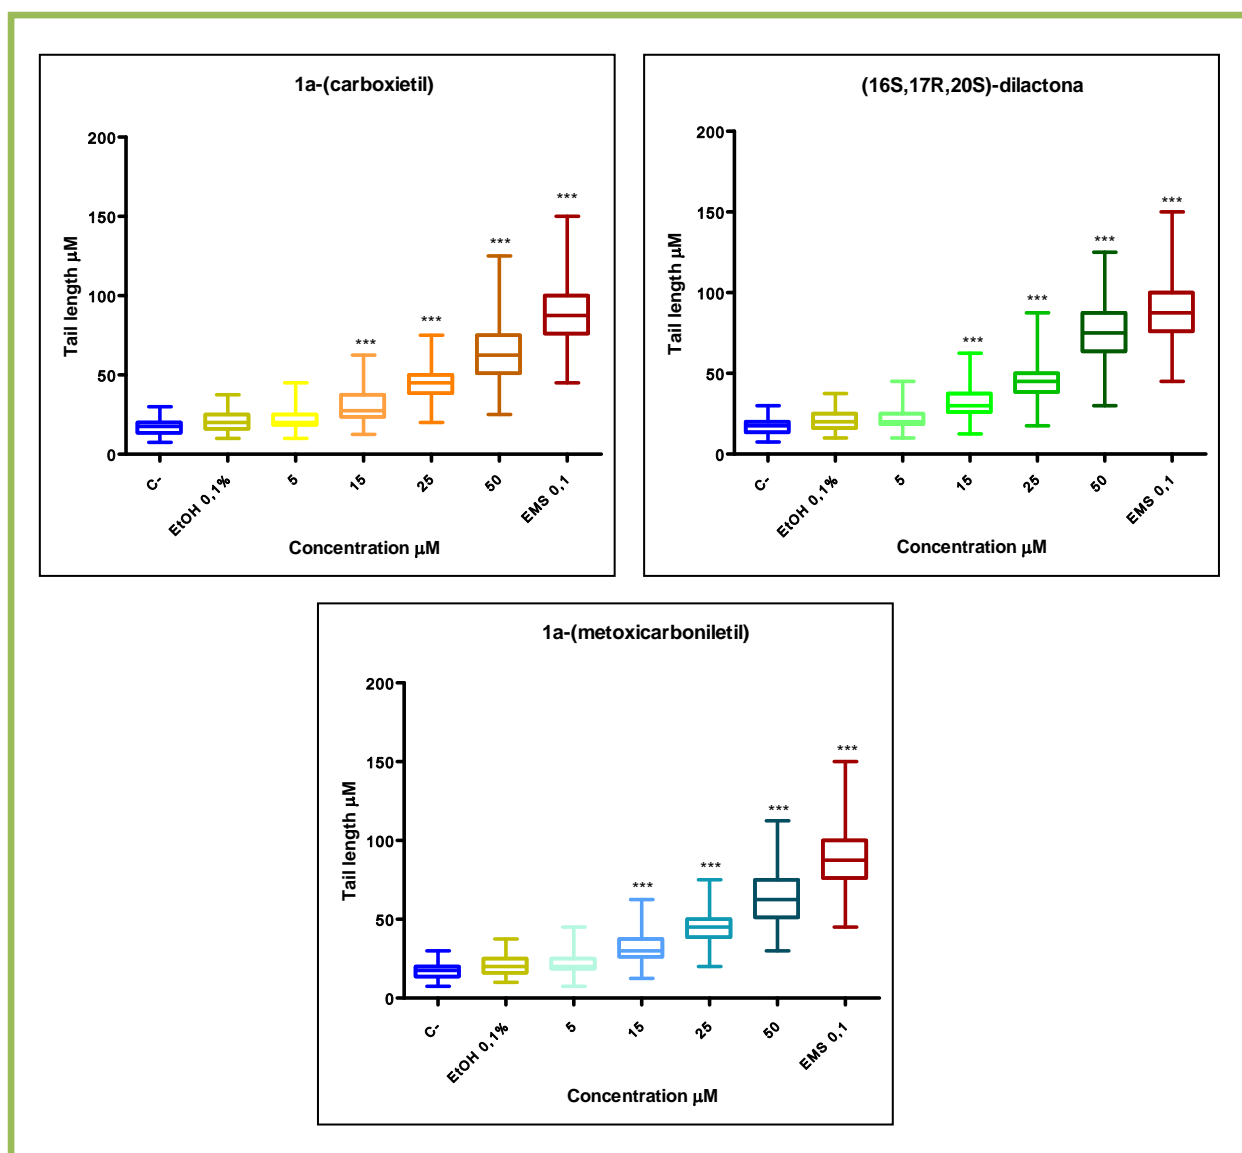 1a-(carboxietil)
200
150
100
50
0
Tail length μM
***
***
***
***
C-
EtOH 0,1%
5
15
25
50
EMS 0,1
Concentration μM
(16S,17R,20S)-dilactona
200
150
100
50
0
Tail length μM
***
***
***
***
C-
EtOH 0,1%
5
15
25
50
EMS 0,1
Concentration μM
1a-(metoxicarboniletil)
200
150
100
50
0
Tail length μM
***
***
***
***
C-
EtOH 0,1%
5
15
25
50
EMS 0,1
Concentration μM